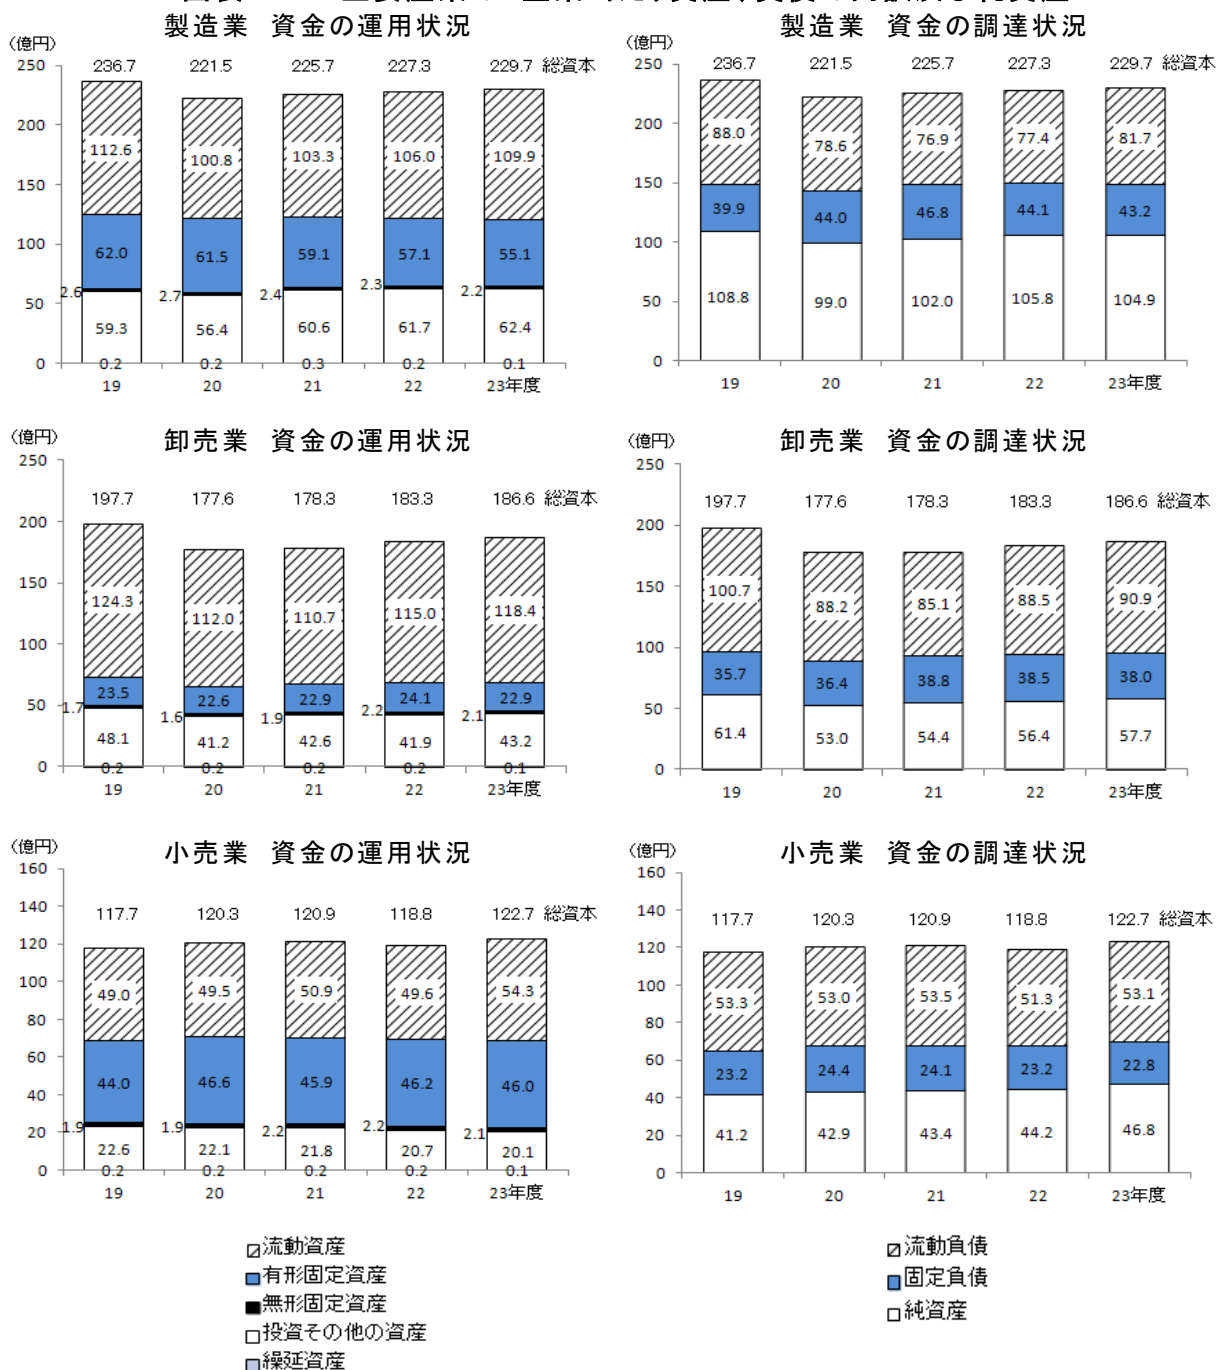 製造業 資金の運用状況
(億円)
250
200
150
100
50
0
236.7 221.5 225.7 227.3 229.7 総資本
112.6 100.8 103.3 106.0 109.9
62.0 61.5 59.1 57.1 55.1
2.6 2.7 2.4 2.3 2.2
59.3 56.4 60.6 61.7 62.4
0.2 0.2 0.3 0.2 0.1
19 20 21 22 23年度
製造業 資金の調達状況
(億円)
250
200
150
100
50
0
236.7 221.5 225.7 227.3 229.7 総資本
88.0 78.6 76.9 77.4 81.7
39.9 44.0 46.8 44.1 43.2
108.8 99.0 102.0 105.8 104.9
19 20 21 22 23年度
卸売業 資金の運用状況
(億円)
250
200
150
100
50
0
197.7 177.6 178.3 183.3 186.6 総資本
124.3 112.0 110.7 115.0 118.4
23.5 22.6 22.9 24.1 22.9
1.7 1.6 1.9 2.2 2.1
48.1 41.2 42.6 41.9 43.2
0.2 0.2 0.2 0.2 0.1
19 20 21 22 23年度
卸売業 資金の調達状況
(億円)
250
200
150
100
50
0
197.7 177.6 178.3 183.3 186.6 総資本
100.7 88.2 85.1 88.5 90.9
35.7 36.4 38.8 38.5 38.0
61.4 53.0 54.4 56.4 57.7
19 20 21 22 23年度
小売業 資金の運用状況
(億円)
160
140
120
100
80
60
40
20
0
117.7 120.3 120.9 118.8 122.7 総資本
49.0 49.5 50.9 49.6 54.3
44.0 46.6 45.9 46.2 46.0
1.9 1.9 2.2 2.2 2.1
22.6 22.1 21.8 20.7 20.1
0.2 0.2 0.2 0.2 0.1
19 20 21 22 23年度
小売業 資金の調達状況
(億円)
160
140
120
100
80
60
40
20
0
117.7 120.3 120.9 118.8 122.7 総資本
53.3 53.0 53.5 51.3 53.1
23.2 24.4 24.1 23.2 22.8
41.2 42.9 43.4 44.2 46.8
19 20 21 22 23年度
流動資産
有形固定資産
無形固定資産
投資その他の資産
繰延資産
流動負債
固定負債
純資産